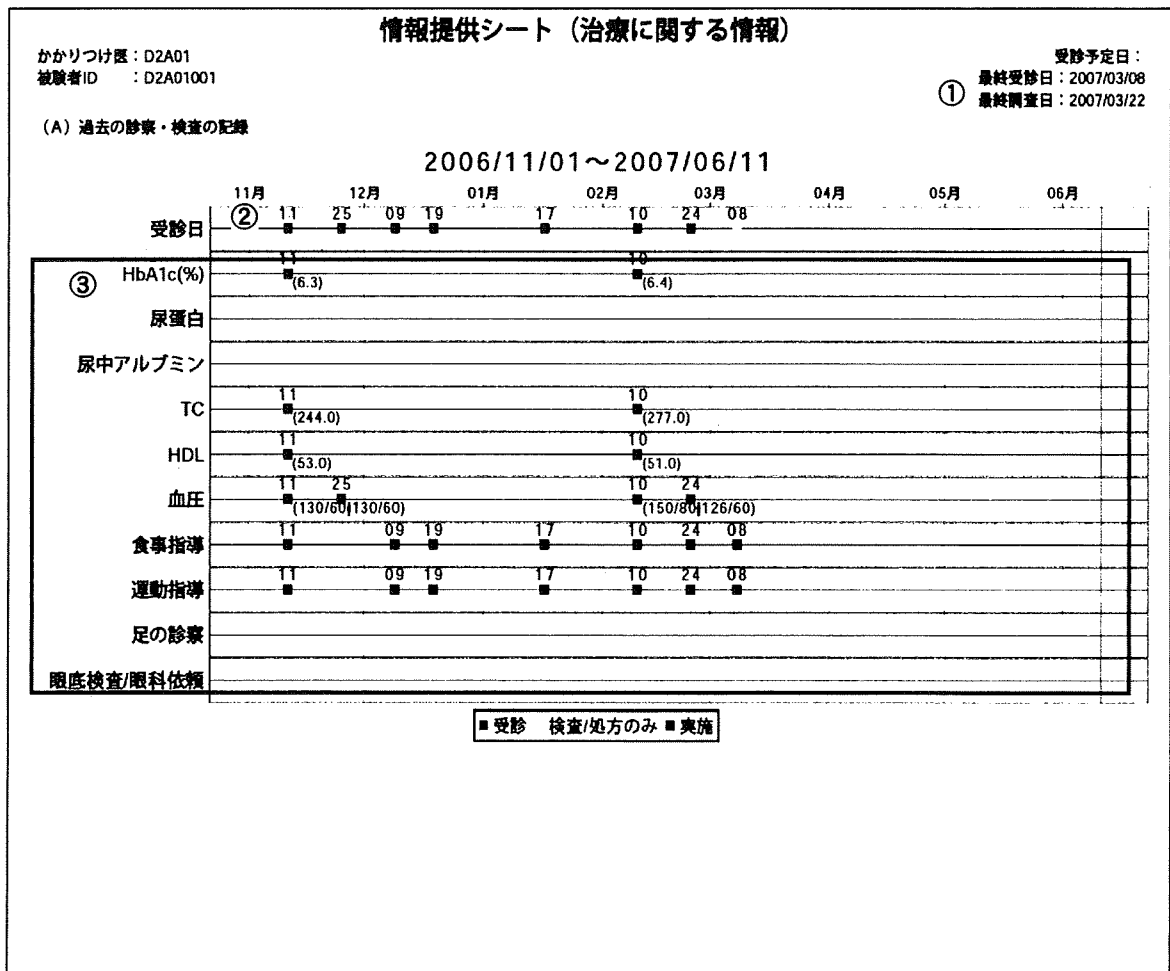 情報提供シート（治療に関する情報）
かかりつけ医：D2A01
被験者ID　：D2A01001
受診予定日：
最終受診日：2007/03/08
① 最終調査日：2007/03/22
（A）過去の診察・検査の記録
2006/11/01～2007/06/11
11月 12月 01月 02月 03月 04月 05月 06月
② 11 25 09 19 17 10 24 08
受診日
③ HbA1c(%) 11 10
(6.3) (6.4)
尿蛋白
尿中アルブミン
11 10
TC
(244.0) (277.0)
11 10
HDL
(53.0) (51.0)
11 25 10 24
血圧
(130/60)(130/60) (150/80)(126/60)
11 09 19 17 10 24 08
食事指導
11 09 19 17 10 24 08
運動指導
足の診察
眼底検査/眼科依頼
■受診　検査/処方のみ ■実施